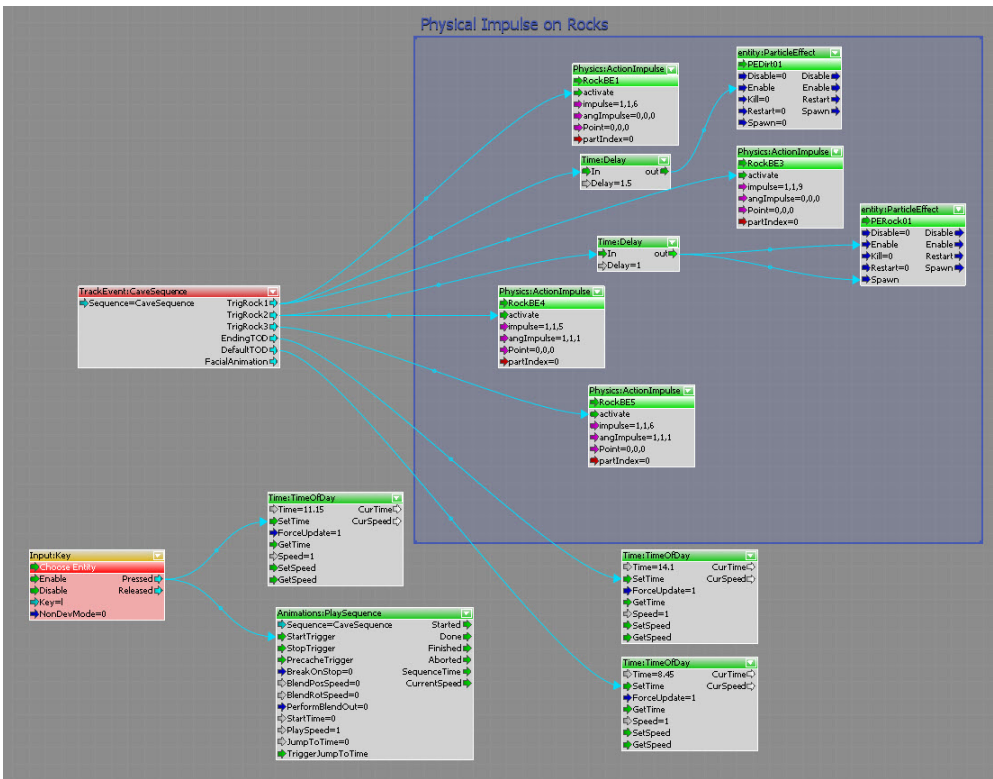 Physical Impulse on Rocks
entity:ParticleEffect
PEDirt01
Disable=0 Disable
Enable Enable
Kill=0 Restart
Restart=0 Spawn
Spawn=0
Physics:ActionImpulse
RockBE1
activate
impulse=1,1,6
angImpulse=0,0,0
Point=0,0,0
partIndex=0
Time:Delay
In out
Delay=1.5
Physics:ActionImpulse
RockBE3
activate
impulse=1,1,9
angImpulse=0,0,0
Point=0,0,0
partIndex=0
entity:ParticleEffect
PERock01
Disable=0 Disable
Enable Enable
Kill=0 Restart
Restart=0 Spawn
Spawn
Time:Delay
In out
Delay=1
TrackEvent:CaveSequence
Sequence=CaveSequence TrigRock1
TrigRock2
TrigRock3
EndingTOD
DefaultTOD
FacialAnimation
Physics:ActionImpulse
RockBE4
activate
impulse=1,1,5
angImpulse=1,1,1
Point=0,0,0
partIndex=0
Physics:ActionImpulse
RockBE5
activate
impulse=1,1,6
angImpulse=1,1,1
Point=0,0,0
partIndex=0
Time:TimeOfDay
Time=11.15 CurTime
SetTime CurSpeed
ForceUpdate=1
GetTime
Speed=1
SetSpeed
GetSpeed
Input:Key
Choose Entity
Enable Pressed
Disable Released
Key=l
NonDevMode=0
Animations:PlaySequence
Sequence=CaveSequence Started
StartTrigger Done
StopTrigger Finished
PrecacheTrigger Aborted
BreakOnStop=0 SequenceTime
BlendPosSpeed=0 CurrentSpeed
BlendRotSpeed=0
PerformBlendOut=0
StartTime=0
PlaySpeed=1
JumpToTime=0
TriggerJumpToTime
Time:TimeOfDay
Time=14.1 CurTime
SetTime CurSpeed
ForceUpdate=1
GetTime
Speed=1
SetSpeed
GetSpeed
Time:TimeOfDay
Time=8.45 CurTime
SetTime CurSpeed
ForceUpdate=1
GetTime
Speed=1
SetSpeed
GetSpeed